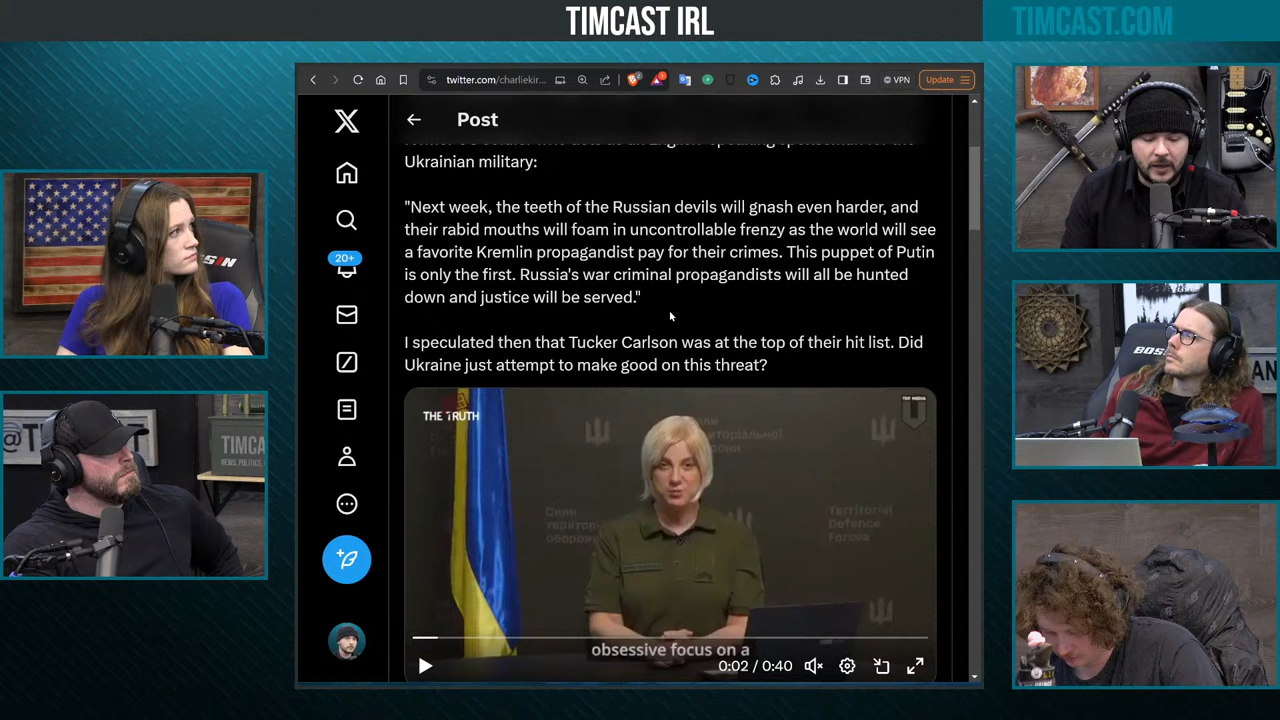 TIMCAST IRL
TIMCAST.COM
twitter.com/charliekir...
VPN
Update
Post
Ukrainian military:
"Next week, the teeth of the Russian devils will gnash even harder, and
their rabid mouths will foam in uncontrollable frenzy as the world will see
a favorite Kremlin propagandist pay for their crimes. This puppet of Putin
is only the first. Russia's war criminal propagandists will all be hunted
down and justice will be served."
I speculated then that Tucker Carlson was at the top of their hit list. Did
Ukraine just attempt to make good on this threat?
20+
THE TRUTH
TOP MEDIA
Territorial
Defence
Forces
obsessive focus on a
0:02 / 0:40
TIMCAST